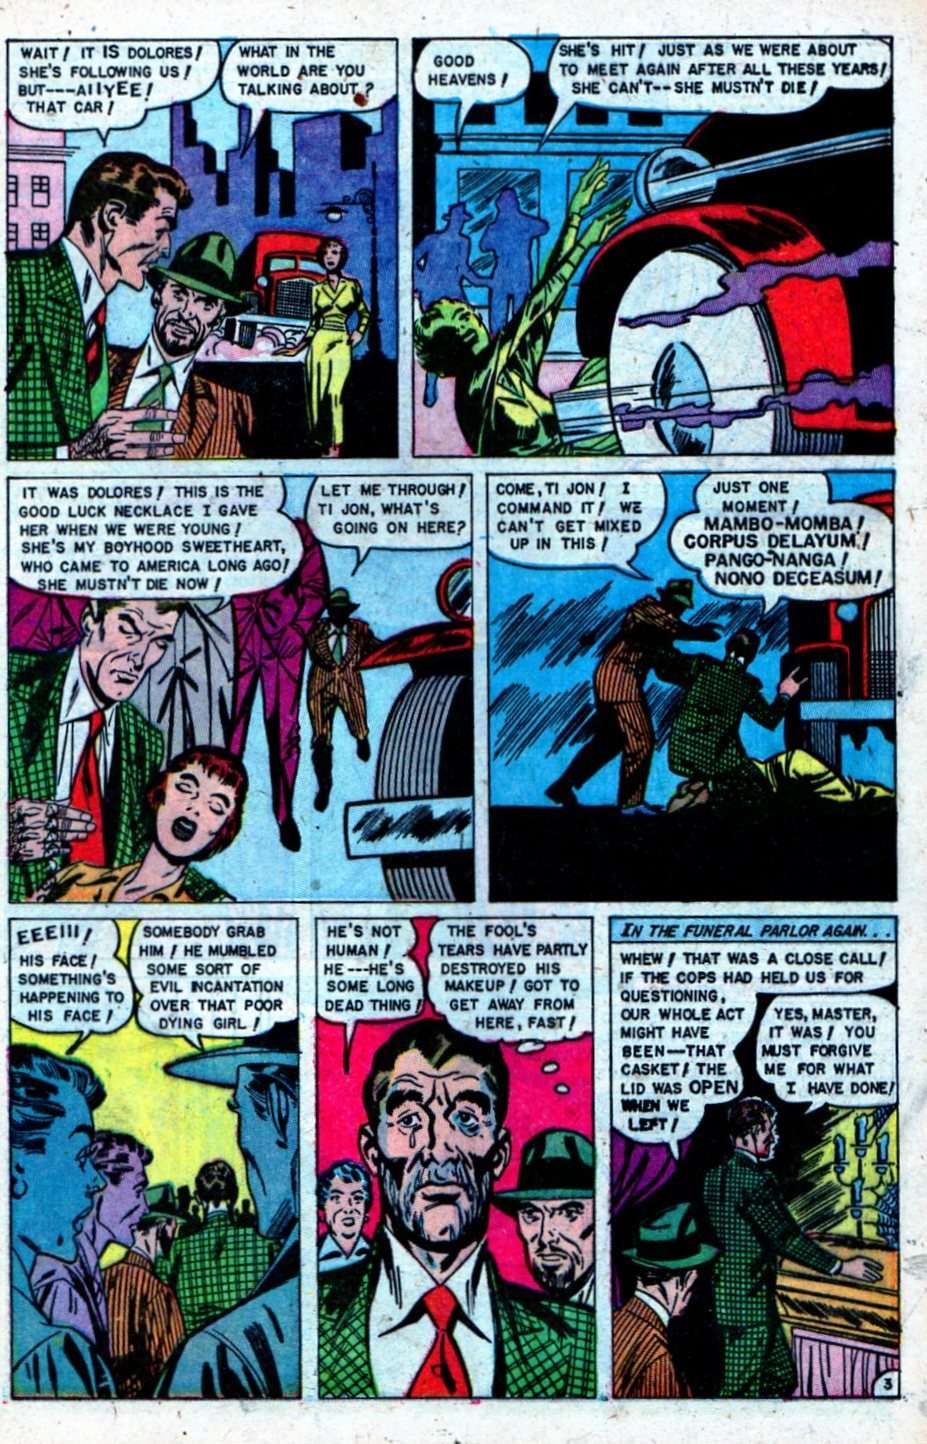 WAIT! IT IS DOLORES!
SHE'S FOLLOWING US!
BUT---AIIYEE!
THAT CAR!
WHAT IN THE
WORLD ARE YOU
TALKING ABOUT?
GOOD
HEAVENS!
SHE'S HIT! JUST AS WE WERE ABOUT
TO MEET AGAIN AFTER ALL THESE YEARS!
SHE CAN'T--SHE MUSTN'T DIE!
IT WAS DOLORES! THIS IS THE
GOOD LUCK NECKLACE I GAVE
HER WHEN WE WERE YOUNG!
SHE'S MY BOYHOOD SWEETHEART,
WHO CAME TO AMERICA LONG AGO!
SHE MUSTN'T DIE NOW!
LET ME THROUGH!
TI JON, WHAT'S
GOING ON HERE?
COME, TI JON! I
COMMAND IT! WE
CAN'T GET MIXED
UP IN THIS!
JUST ONE
MOMENT!
MAMBO-MOMBA!
CORPUS DELAYUM!
PANGO-NANGA!
NONO DECEASUM!
EEEIII!
HIS FACE!
SOMETHING'S
HAPPENING TO
HIS FACE!
SOMEBODY GRAB
HIM! HE MUMBLED
SOME SORT OF
EVIL INCANTATION
OVER THAT POOR
DYING GIRL!
HE'S NOT
HUMAN!
HE---HE'S
SOME LONG
DEAD THING!
THE FOOL'S
TEARS HAVE PARTLY
DESTROYED HIS
MAKEUP! GOT TO
GET AWAY FROM
HERE, FAST!
IN THE FUNERAL PARLOR AGAIN...
WHEW! THAT WAS A CLOSE CALL!
IF THE COPS HAD HELD US FOR
QUESTIONING,
OUR WHOLE ACT
MIGHT HAVE
BEEN--THAT
CASKET! THE
LID WAS OPEN
WHEN WE
LEFT!
YES, MASTER,
IT WAS! YOU
MUST FORGIVE
ME FOR WHAT
I HAVE DONE!
3